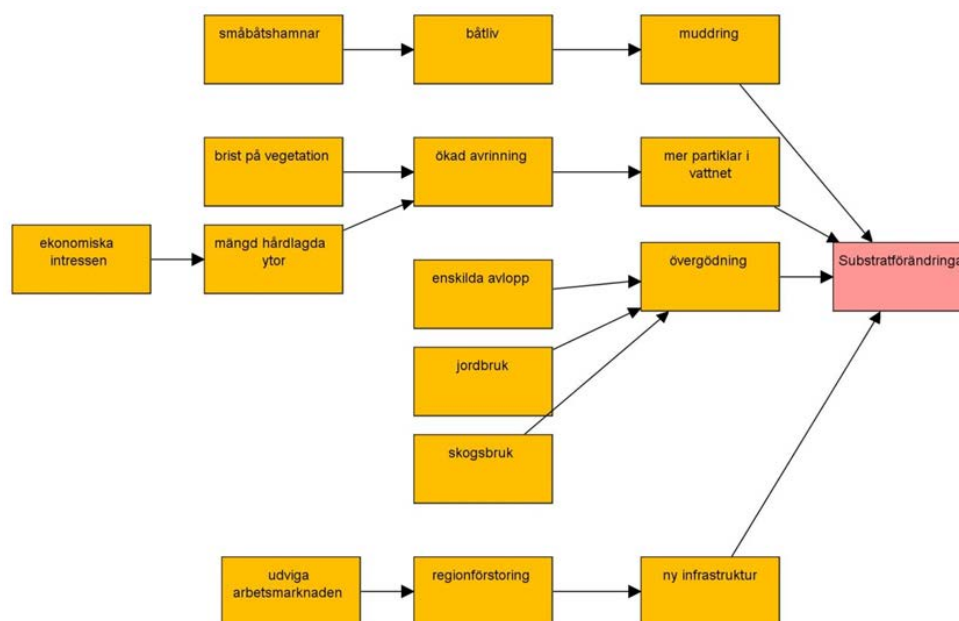 småbåtshamnar
båtliv
muddring
brist på vegetation
ökad avrinning
mer partiklar i
vattnet
ekonomiska
intressen
mängd hårdlagda
ytor
enskilda avlopp
övergödning
Substratförändringa
jordbruk
skogsbruk
udviga
arbetsmarknaden
regionförstoring
ny infrastruktur